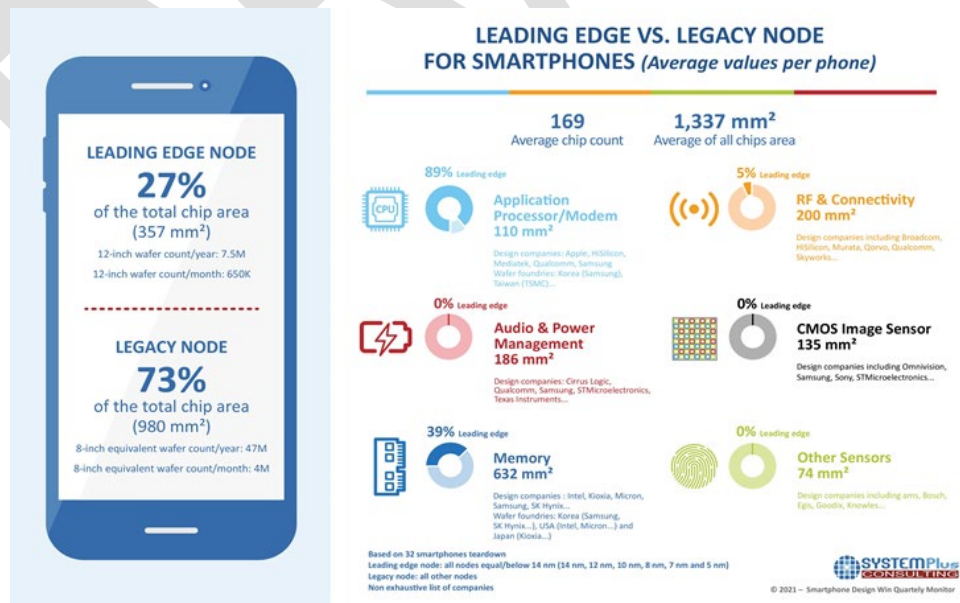 LEADING EDGE NODE
27%
of the total chip area
(357 mm²)
12-inch wafer count/year: 7.5M
12-inch wafer count/month: 650K
LEGACY NODE
73%
of the total chip area
(980 mm²)
8-inch equivalent wafer count/year: 47M
8-inch equivalent wafer count/month: 4M
LEADING EDGE VS. LEGACY NODE
FOR SMARTPHONES (Average values per phone)
169
Average chip count
1,337 mm²
Average of all chips area
89% Leading edge
CPU
Application
Processor/Modem
110 mm²
Design companies: Apple, HiSilicon,
Mediatek, Qualcomm, Samsung
Wafer foundries: Korea (Samsung),
Taiwan (TSMC)...
5% Leading edge
RF & Connectivity
200 mm²
Design companies including Broadcom,
HiSilicon, Murata, Qorvo, Qualcomm,
Skyworks...
0% Leading edge
Audio & Power
Management
186 mm²
Design companies: Cirrus Logic,
Qualcomm, Samsung, STMicroelectronics,
Texas Instruments...
0% Leading edge
CMOS Image Sensor
135 mm²
Design companies including Omnivision,
Samsung, Sony, STMicroelectronics...
39% Leading edge
Memory
632 mm²
Design companies : Intel, Kioxia, Micron,
Samsung, SK Hynix...
Wafer foundries: Korea (Samsung,
SK Hynix...), USA (Intel, Micron...) and
Japan (Kioxia...)
0% Leading edge
Other Sensors
74 mm²
Design companies including ams, Bosch,
Egis, Goodix, Knowles...
Based on 32 smartphones teardown
Leading edge node: all nodes equal/below 14 nm (14 nm, 12 nm, 10 nm, 8 nm, 7 nm and 5 nm)
Legacy node: all other nodes
Non exhaustive list of companies
SYSTEMPlus
CONSULTING
© 2021 – Smartphone Design Win Quartely Monitor